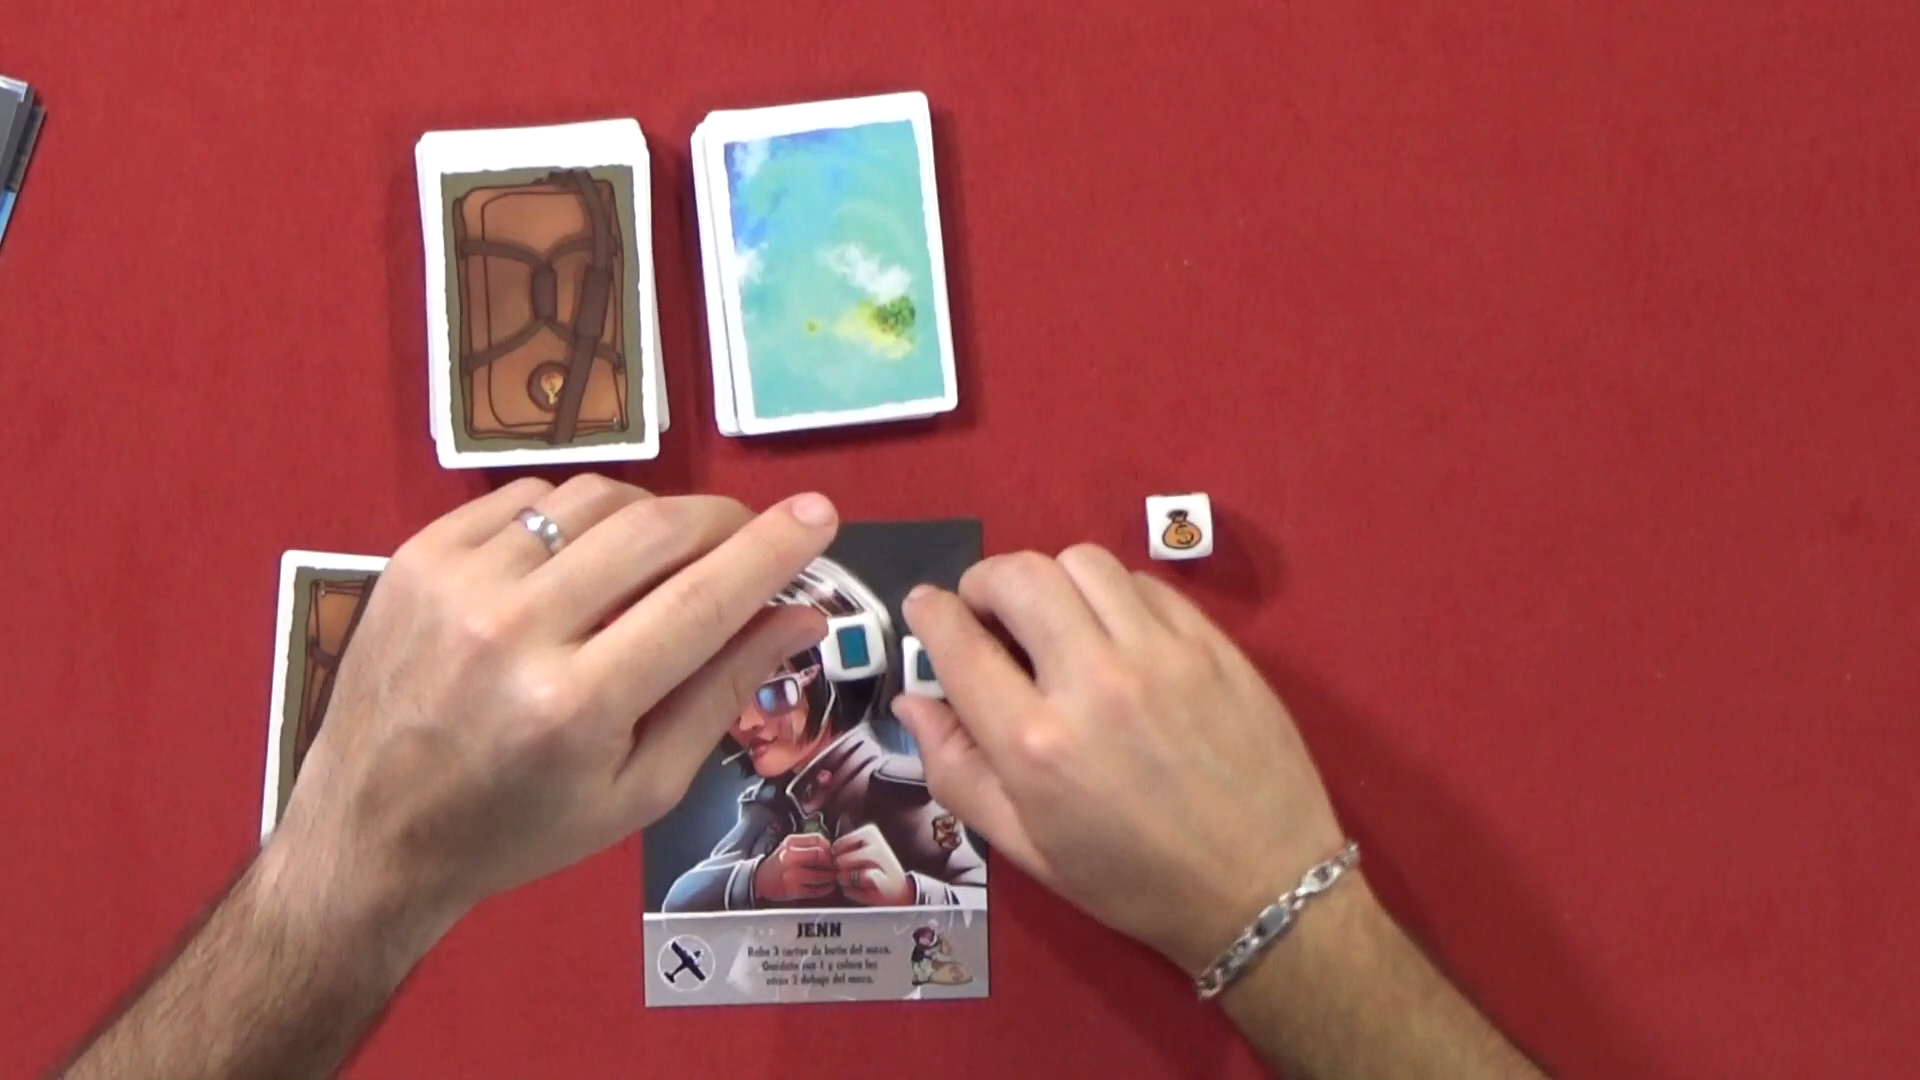 JENN
Roba 3 cartas de botín del mazo.
Quédate con 1 y coloca las
otras 2 debajo del mazo.